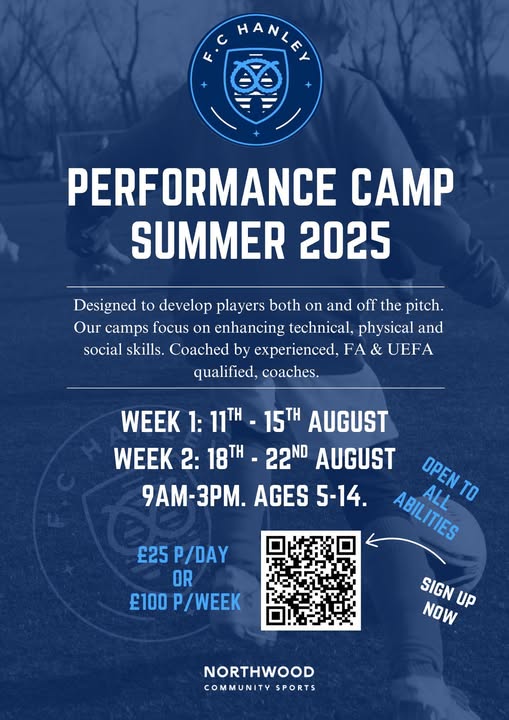 F.C HANLEY
PERFORMANCE CAMP
SUMMER 2025
Designed to develop players both on and off the pitch.
Our camps focus on enhancing technical, physical and
social skills. Coached by experienced, FA & UEFA
qualified, coaches.
WEEK 1: 11TH - 15TH AUGUST
WEEK 2: 18TH - 22ND AUGUST
9AM-3PM. AGES 5-14.
OPEN TO
ALL
ABILITIES
£25 P/DAY
OR
£100 P/WEEK
SIGN UP
NOW
NORTHWOOD
COMMUNITY SPORTS